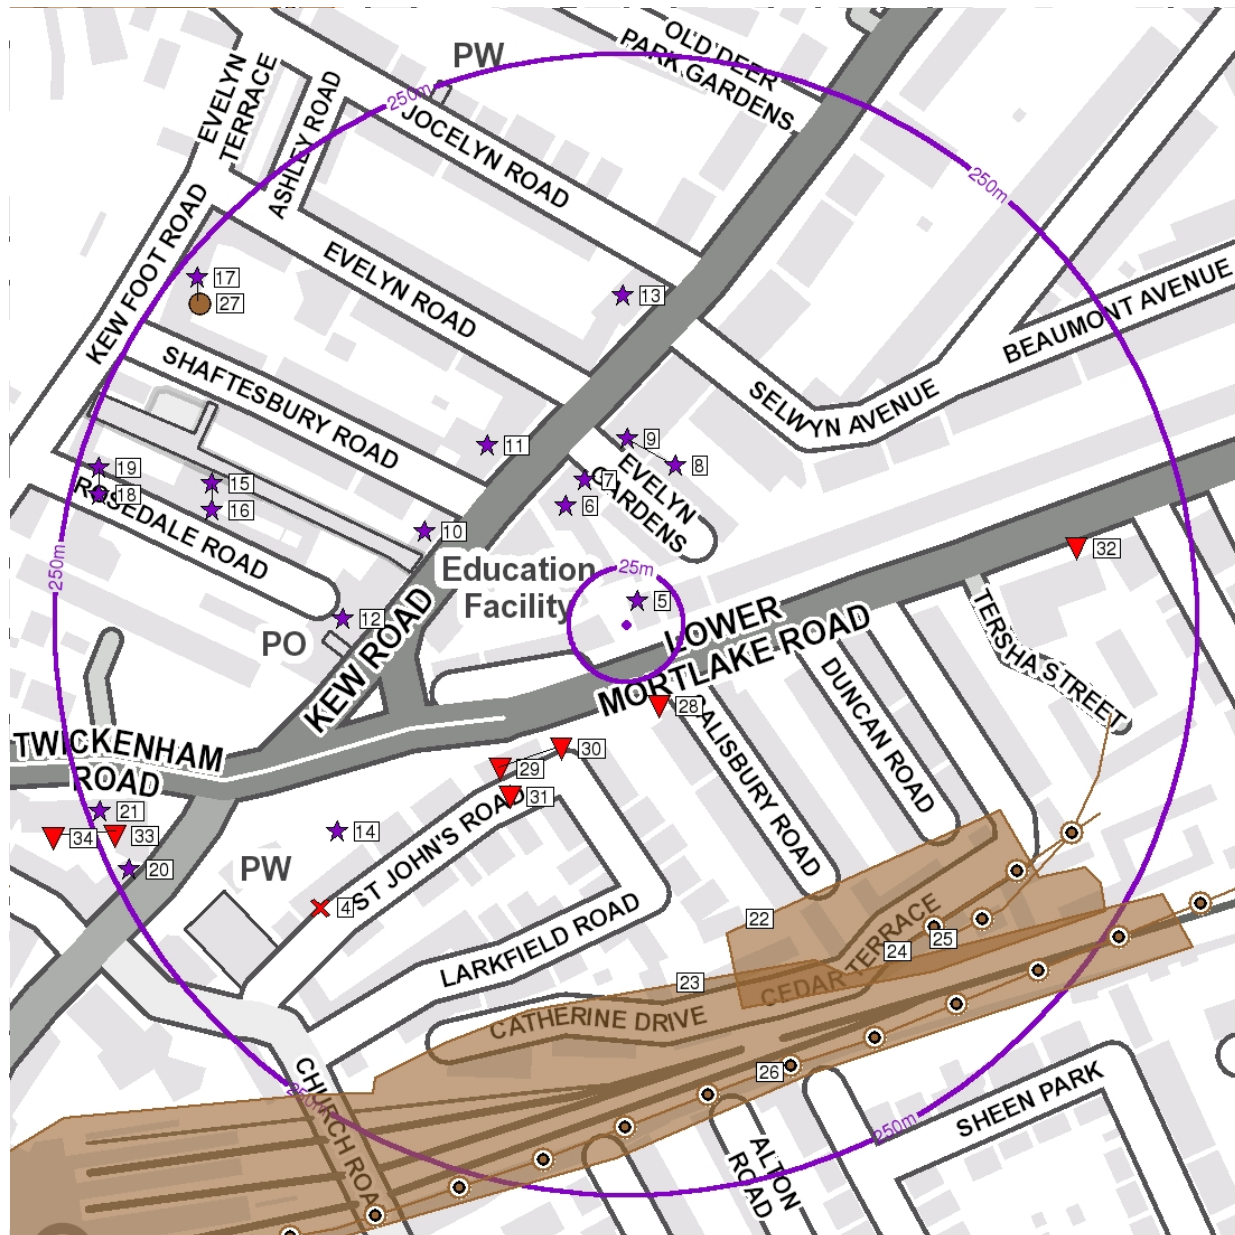 OLD DEER
PARK GARDENS
PW
EVELYN
TERRACE
ASHLEY ROAD
250m
JOCELYN ROAD
250m
KEW FOOT ROAD
EVELYN ROAD
17
27
13
BEAUMONT AVENUE
SHAFTESBURY ROAD
SELWYN AVENUE
11
9
8
19
18
15
16
7
6
EVELYN
GARDENS
ROSEDALE ROAD
10
32
250m
Education
Facility
25m
5
12
PO
KEW ROAD
LOWER
MORTLAKE ROAD
TERSHA STREET
28
ALISBURY ROAD
DUNCAN ROAD
TWICKENHAM
ROAD
30
29
31
21
34
33
14
20
PW
4
ST JOHN'S ROAD
LARKFIELD ROAD
22
25
24
23
CEDAR TERRACE
CATHERINE DRIVE
26
250m
CHURCH ROAD
250m
SHEEN PARK
ALTON
ROAD